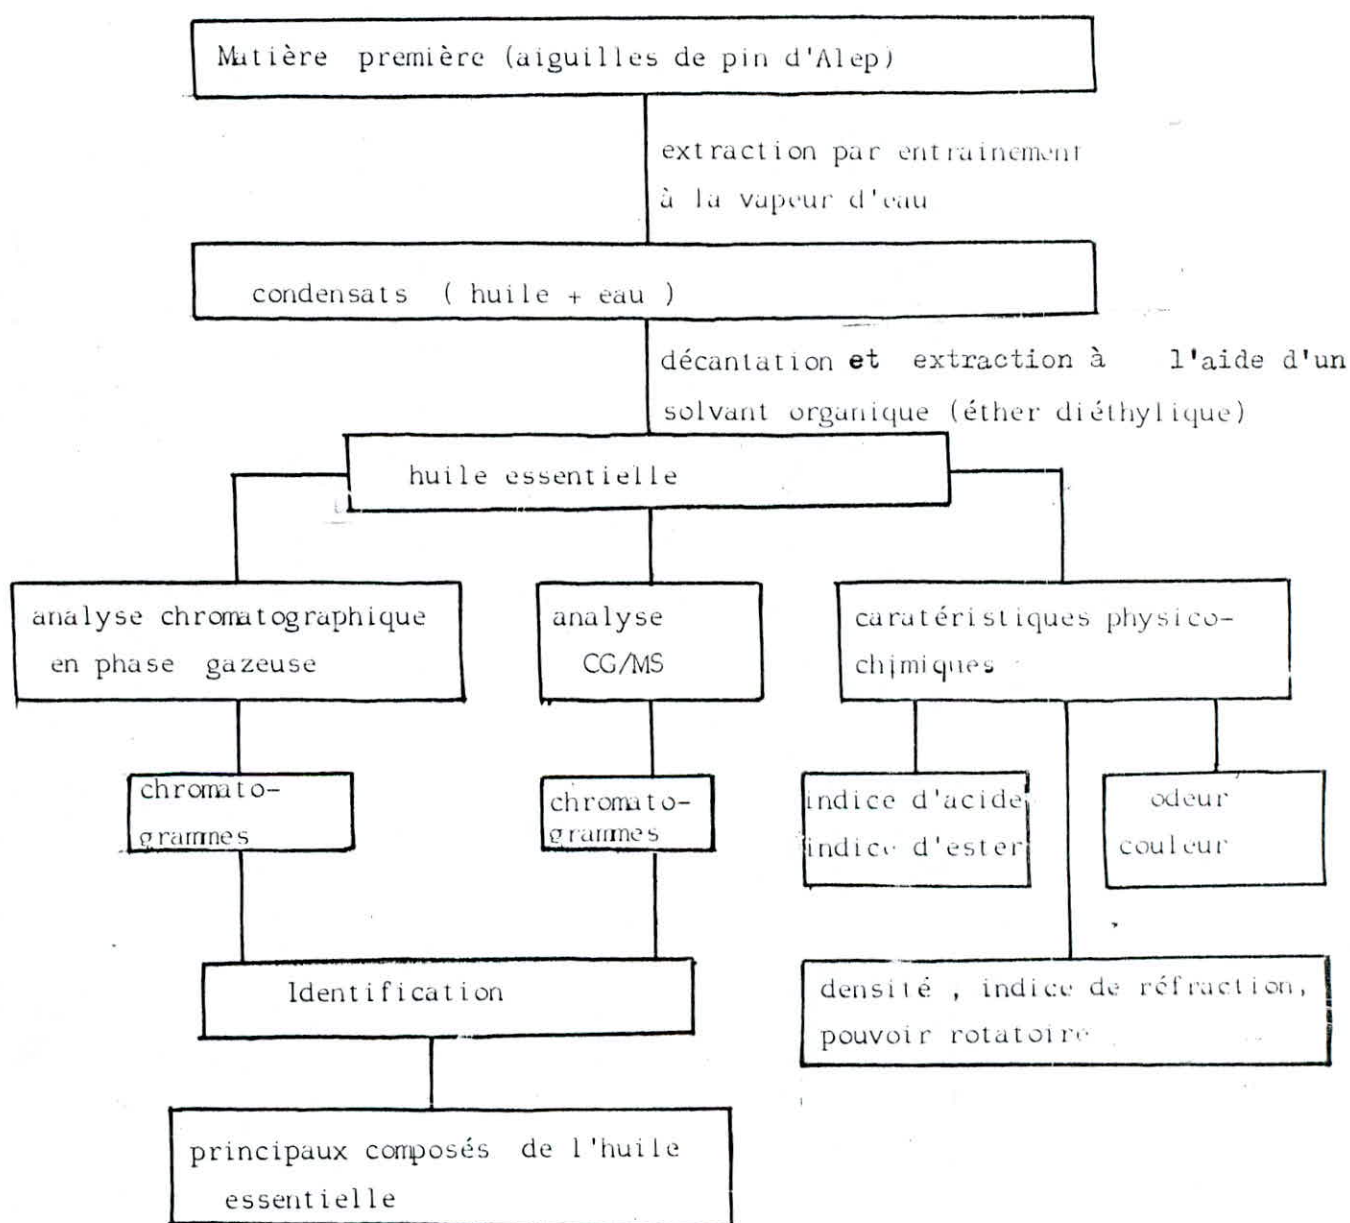 Matière première (aiguilles de pin d'Alep)
extraction par entrainement
à la vapeur d'eau
condensats ( huile + eau )
décantation et extraction à l'aide d'un
solvant organique (éther diéthylique)
huile essentielle
analyse chromatographique
en phase gazeuse
analyse
CG/MS
caratéristiques physico-
chimiques
chromato-
grammes
chromato-
grammes
indice d'acide
indice d'ester
odeur
couleur
Identification
densité , indice de réfraction,
pouvoir rotatoire
principaux composés de l'huile
essentielle